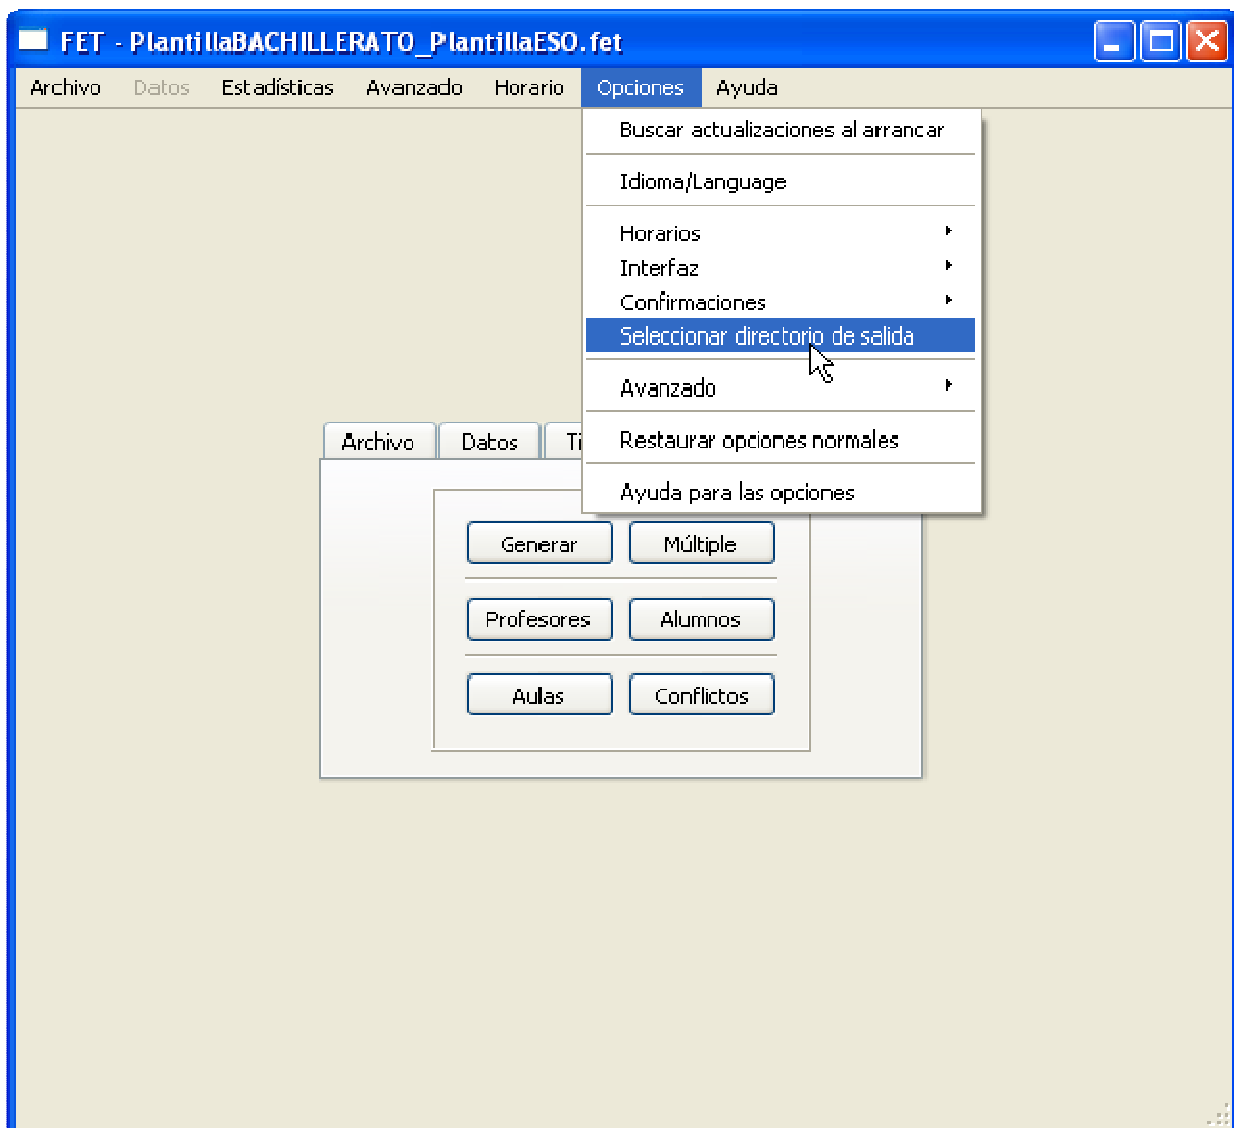 FET - PlantillaBACHILLERATO_PlantillaESO.fet
Archivo Datos Estadísticas Avanzado Horario Opciones Ayuda
Buscar actualizaciones al arrancar
Idioma/Language
Horarios
Interfaz
Confirmaciones
Seleccionar directorio de salida
Avanzado
Restaurar opciones normales
Ayuda para las opciones
Archivo Datos
Generar Múltiple
Profesores Alumnos
Aulas Conflictos